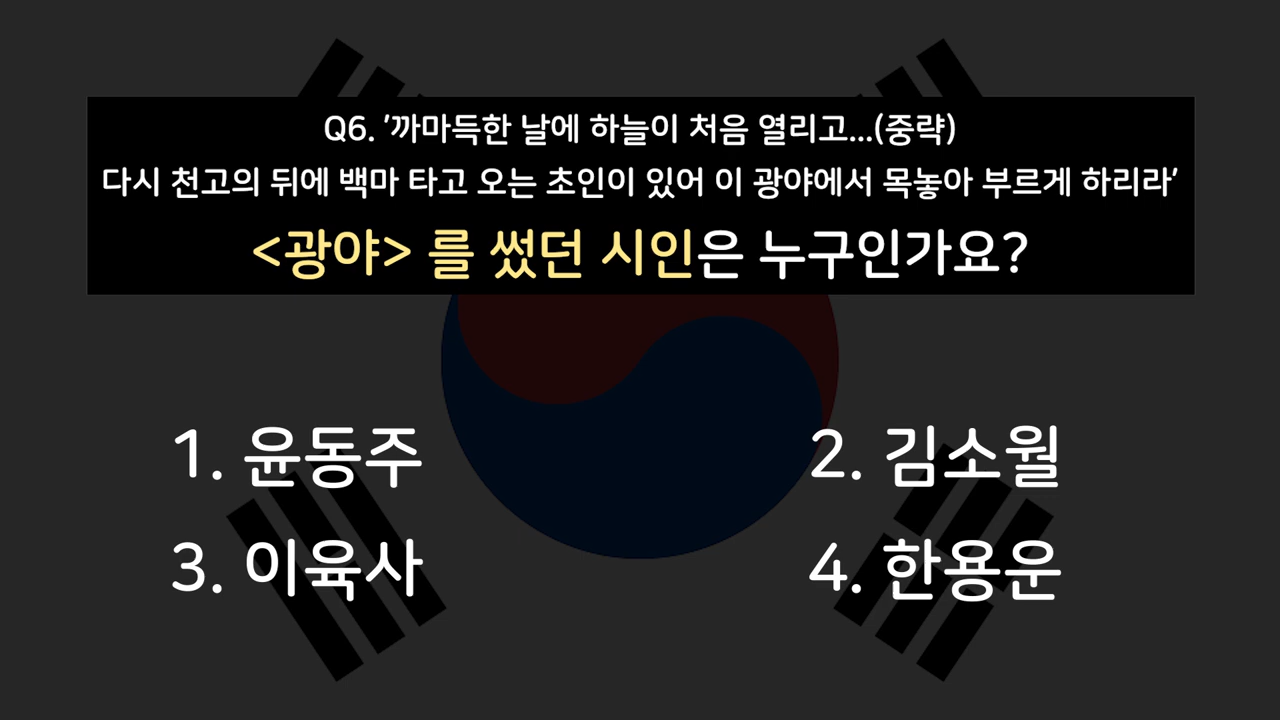 Q6. '까마득한 날에 하늘이 처음 열리고...(중략)
다시 천고의 뒤에 백마 타고 오는 초인이 있어 이 광야에서 목놓아 부르게 하리라'
<광야> 를 썼던 시인은 누구인가요?
1. 윤동주
2. 김소월
3. 이육사
4. 한용운